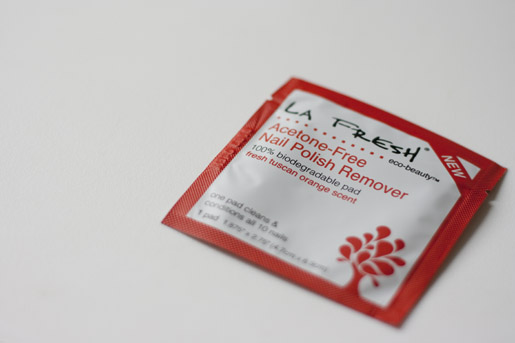 LA FRESH®
eco-beauty™
NEW
Acetone-Free
Nail Polish Remover
100% biodegradable pad
fresh tuscan orange scent
one pad cleans &
conditions all 10 nails
1 pad